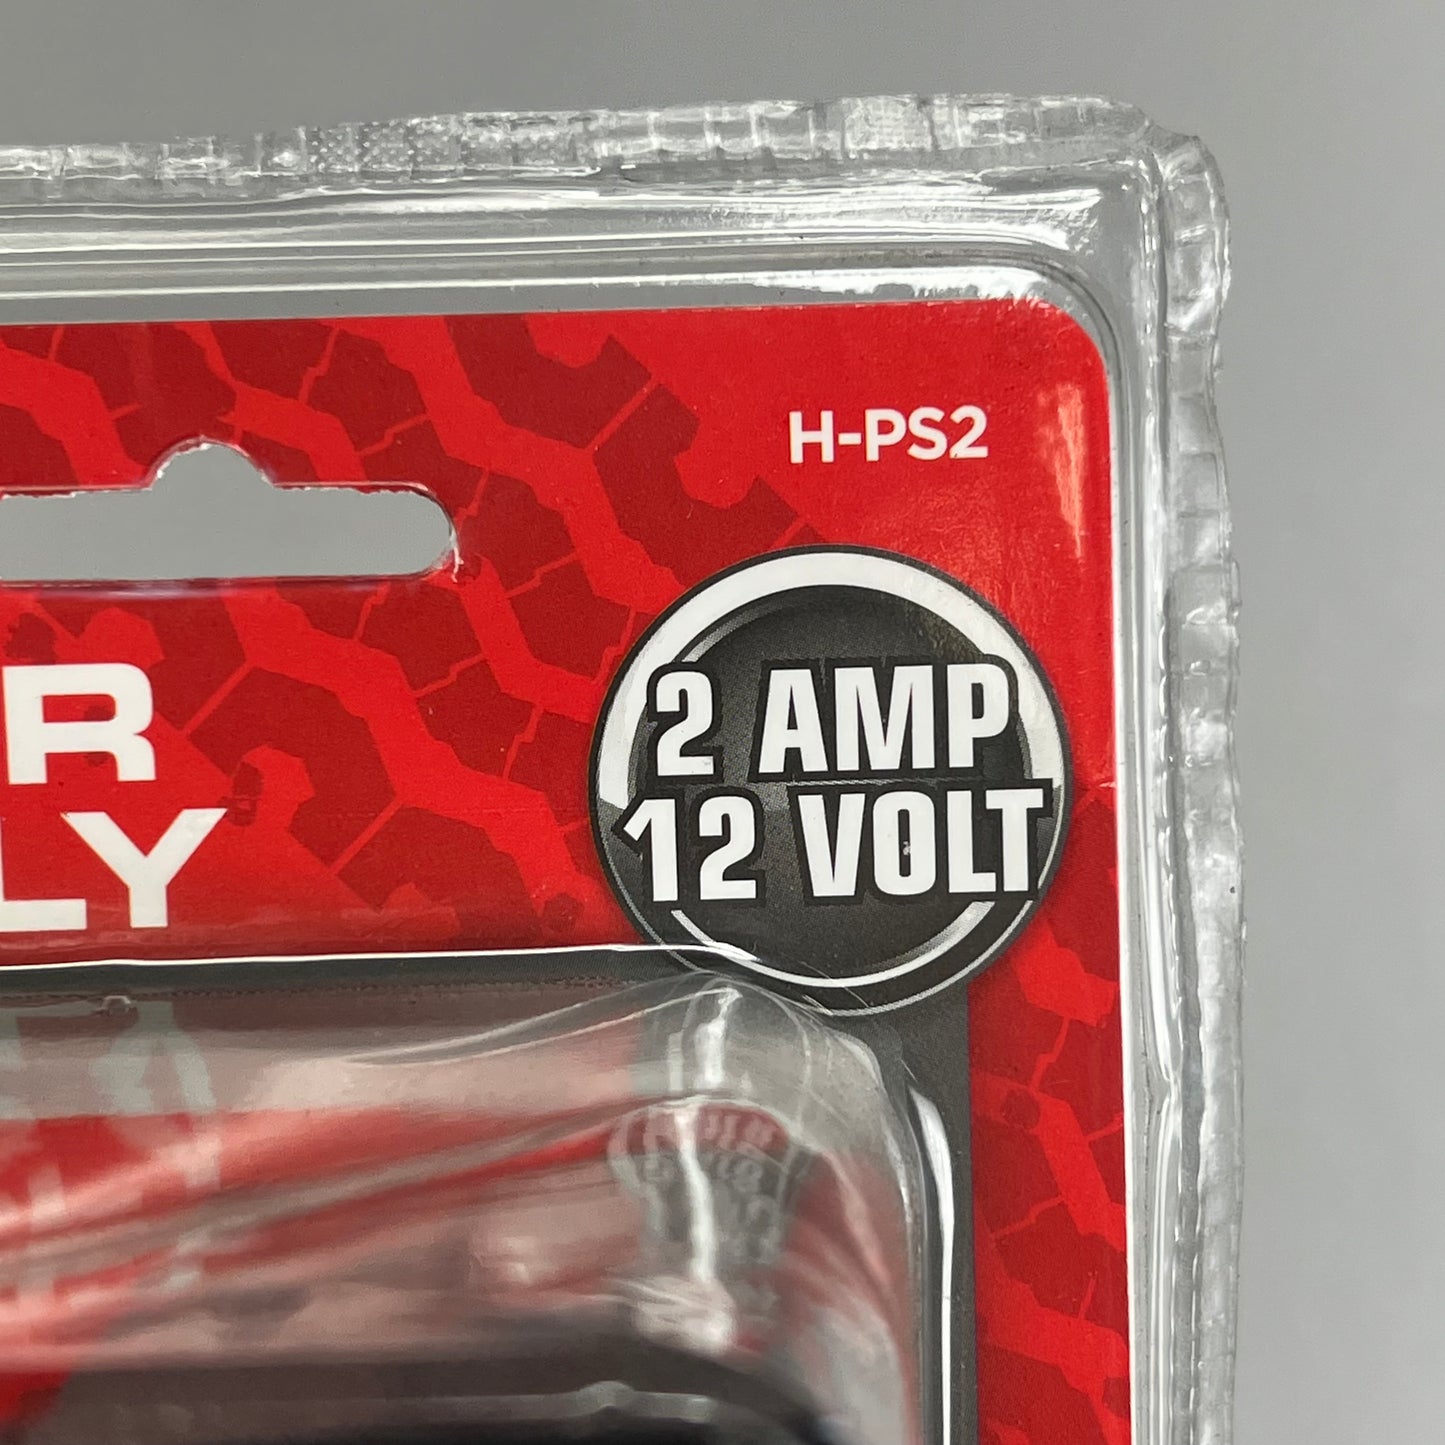 H-PS2
R
LY
2 AMP
12 VOLT